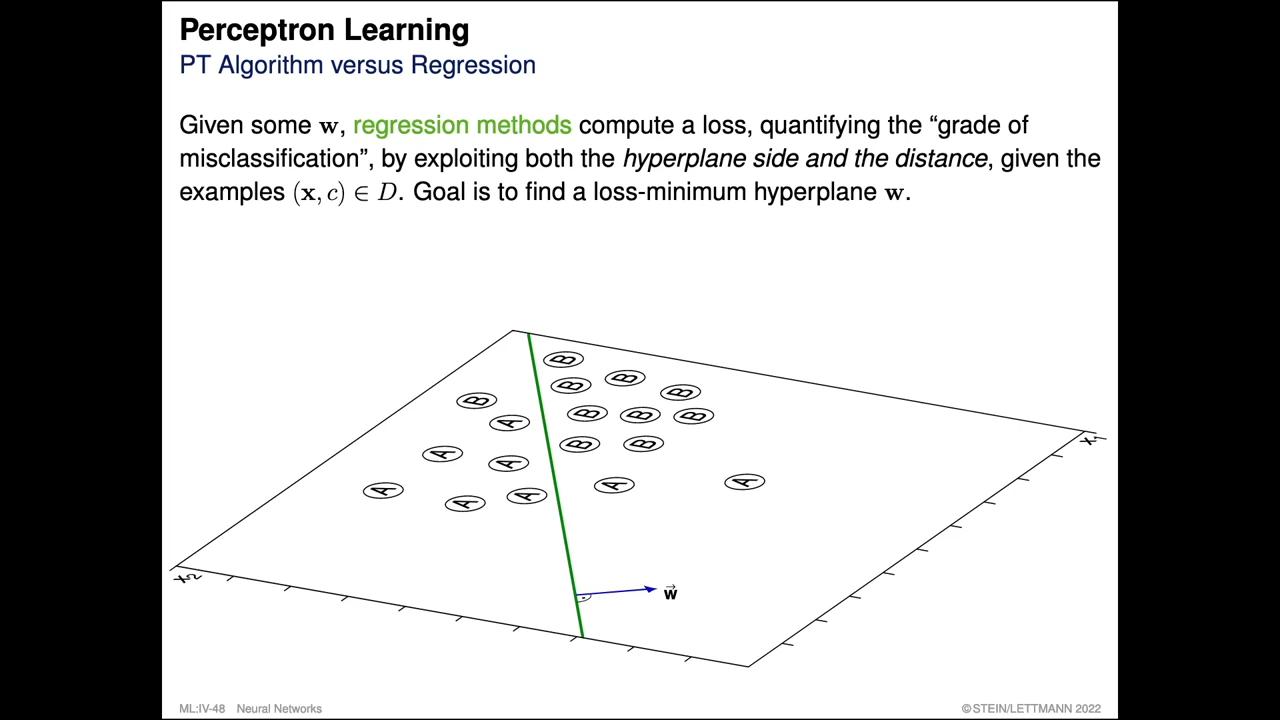 Perceptron Learning
PT Algorithm versus Regression
Given some w, regression methods compute a loss, quantifying the “grade of
misclassification”, by exploiting both the hyperplane side and the distance, given the
examples (x, c) ∈ D. Goal is to find a loss-minimum hyperplane w.
B
B B
B B
B B B B
A
B B
A A
A A
A A A
x₁
x₂
w⃗
ML:IV-48 Neural Networks
©STEIN/LETTMANN 2022